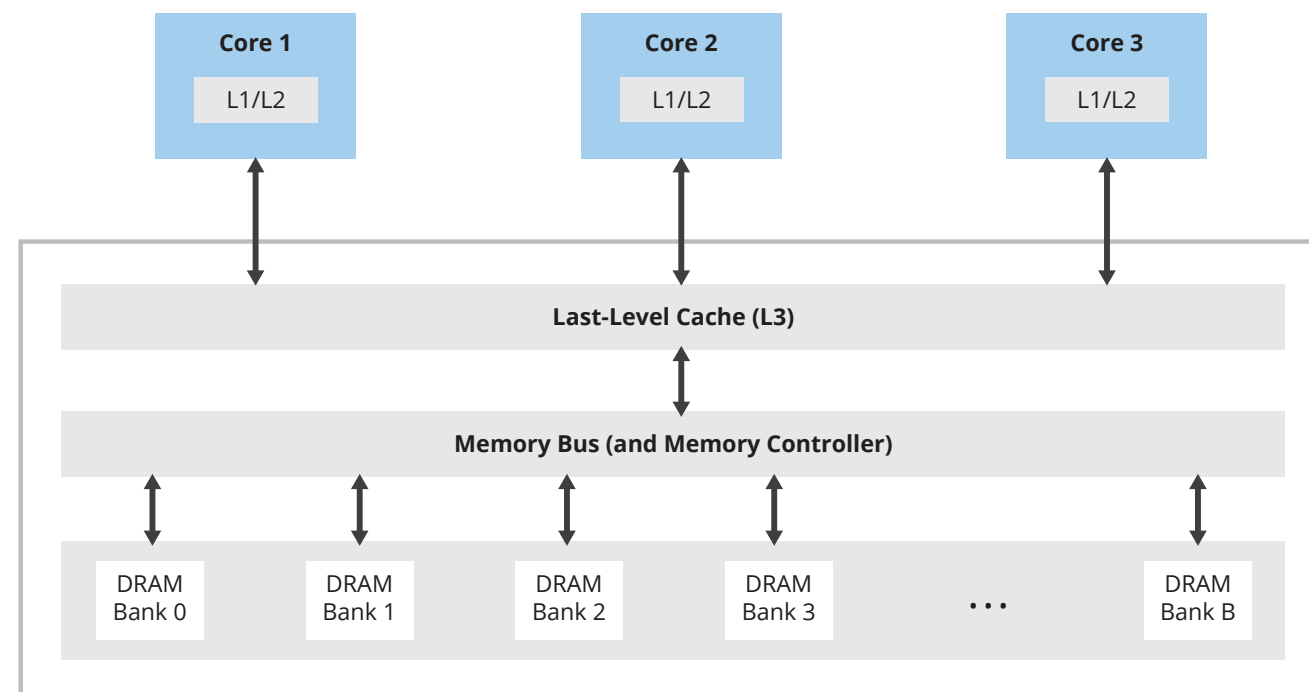 Core 1
Core 2
Core 3
L1/L2
L1/L2
L1/L2
Last-Level Cache (L3)
Memory Bus (and Memory Controller)
DRAM
Bank 0
DRAM
Bank 1
DRAM
Bank 2
DRAM
Bank 3
...
DRAM
Bank B